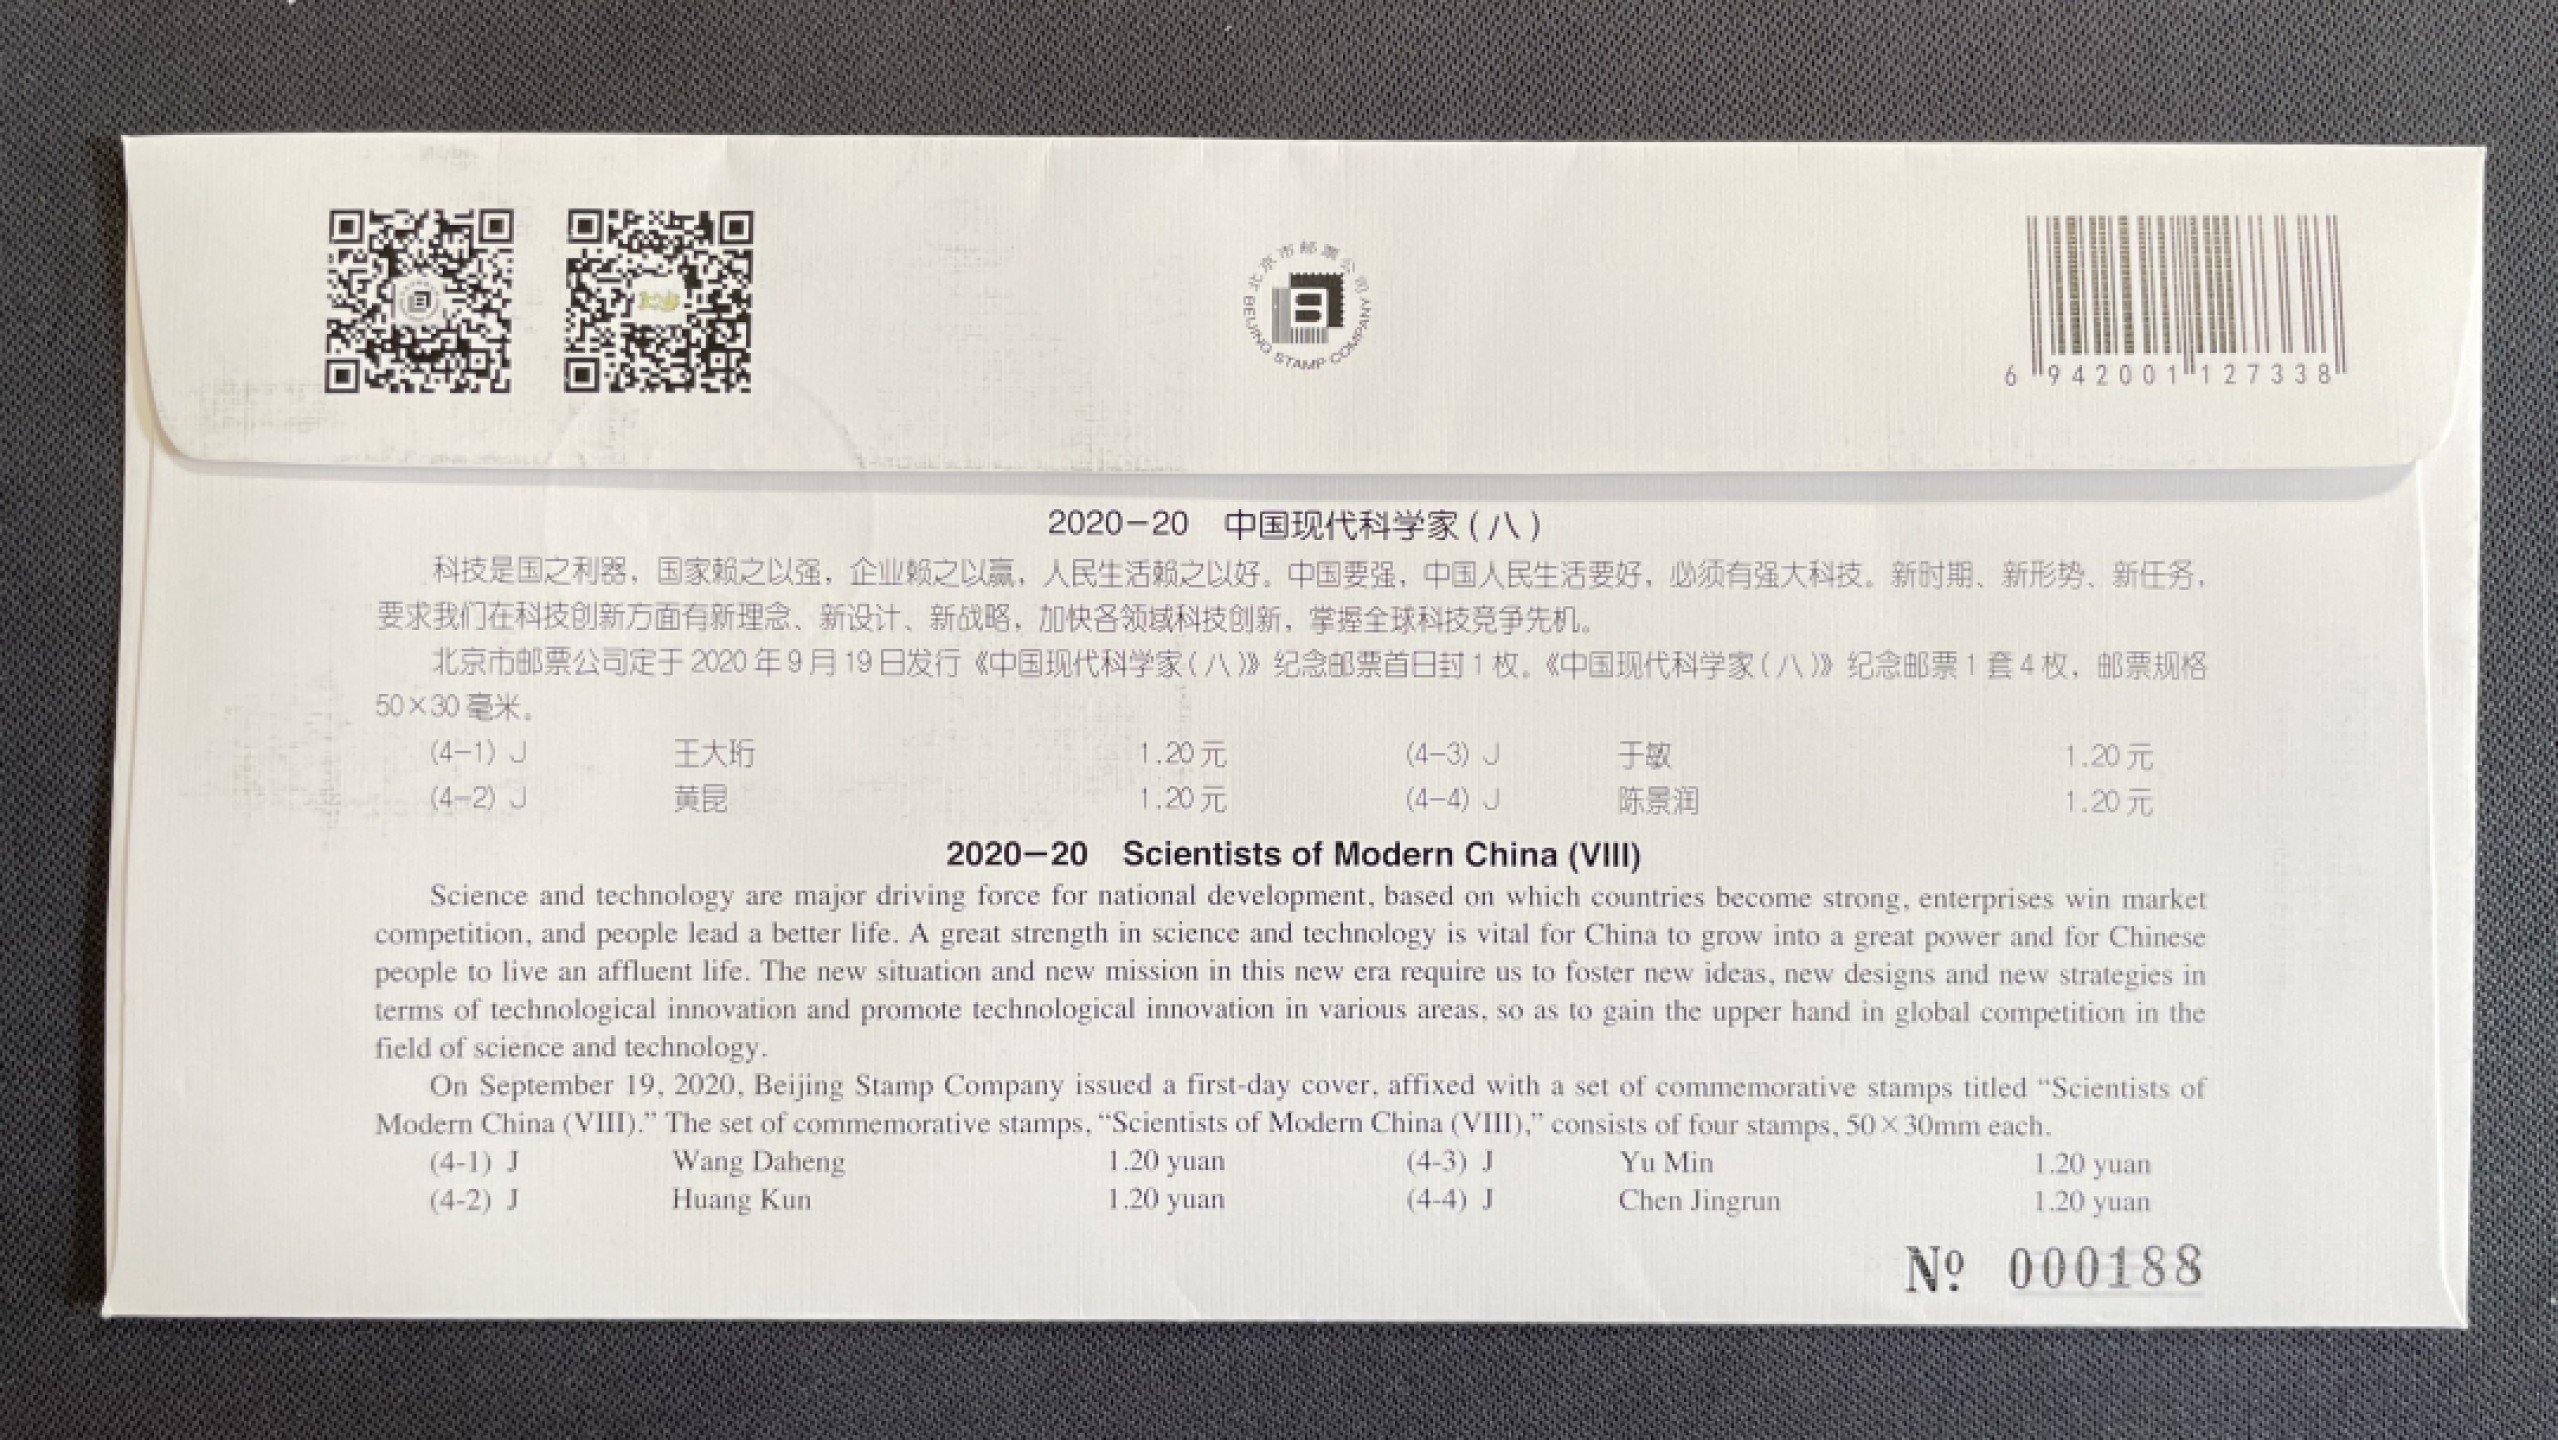 北京市邮票公司
BEIJING STAMP COMPANY
6 942001 127338
2020-20 中国现代科学家(八)
科技是国之利器，国家赖之以强，企业赖之以赢，人民生活赖之以好。中国要强，中国人民生活要好，必须有强大科技。新时期、新形势、新任务，
要求我们在科技创新方面有新理念、新设计、新战略，加快各领域科技创新，掌握全球科技竞争先机。
北京市邮票公司定于2020年9月19日发行《中国现代科学家(八)》纪念邮票首日封1枚。《中国现代科学家(八)》纪念邮票1套4枚，邮票规格
50×30毫米。
(4-1) J 王大珩 1.20元 (4-3) J 于敏 1.20元
(4-2) J 黄昆 1.20元 (4-4) J 陈景润 1.20元
2020-20 Scientists of Modern China (VIII)
Science and technology are major driving force for national development, based on which countries become strong, enterprises win market
competition, and people lead a better life. A great strength in science and technology is vital for China to grow into a great power and for Chinese
people to live an affluent life. The new situation and new mission in this new era require us to foster new ideas, new designs and new strategies in
terms of technological innovation and promote technological innovation in various areas, so as to gain the upper hand in global competition in the
field of science and technology.
On September 19, 2020, Beijing Stamp Company issued a first-day cover, affixed with a set of commemorative stamps titled “Scientists of
Modern China (VIII).” The set of commemorative stamps, “Scientists of Modern China (VIII),” consists of four stamps, 50×30mm each.
(4-1) J Wang Daheng 1.20 yuan (4-3) J Yu Min 1.20 yuan
(4-2) J Huang Kun 1.20 yuan (4-4) J Chen Jingrun 1.20 yuan
Nº 000188